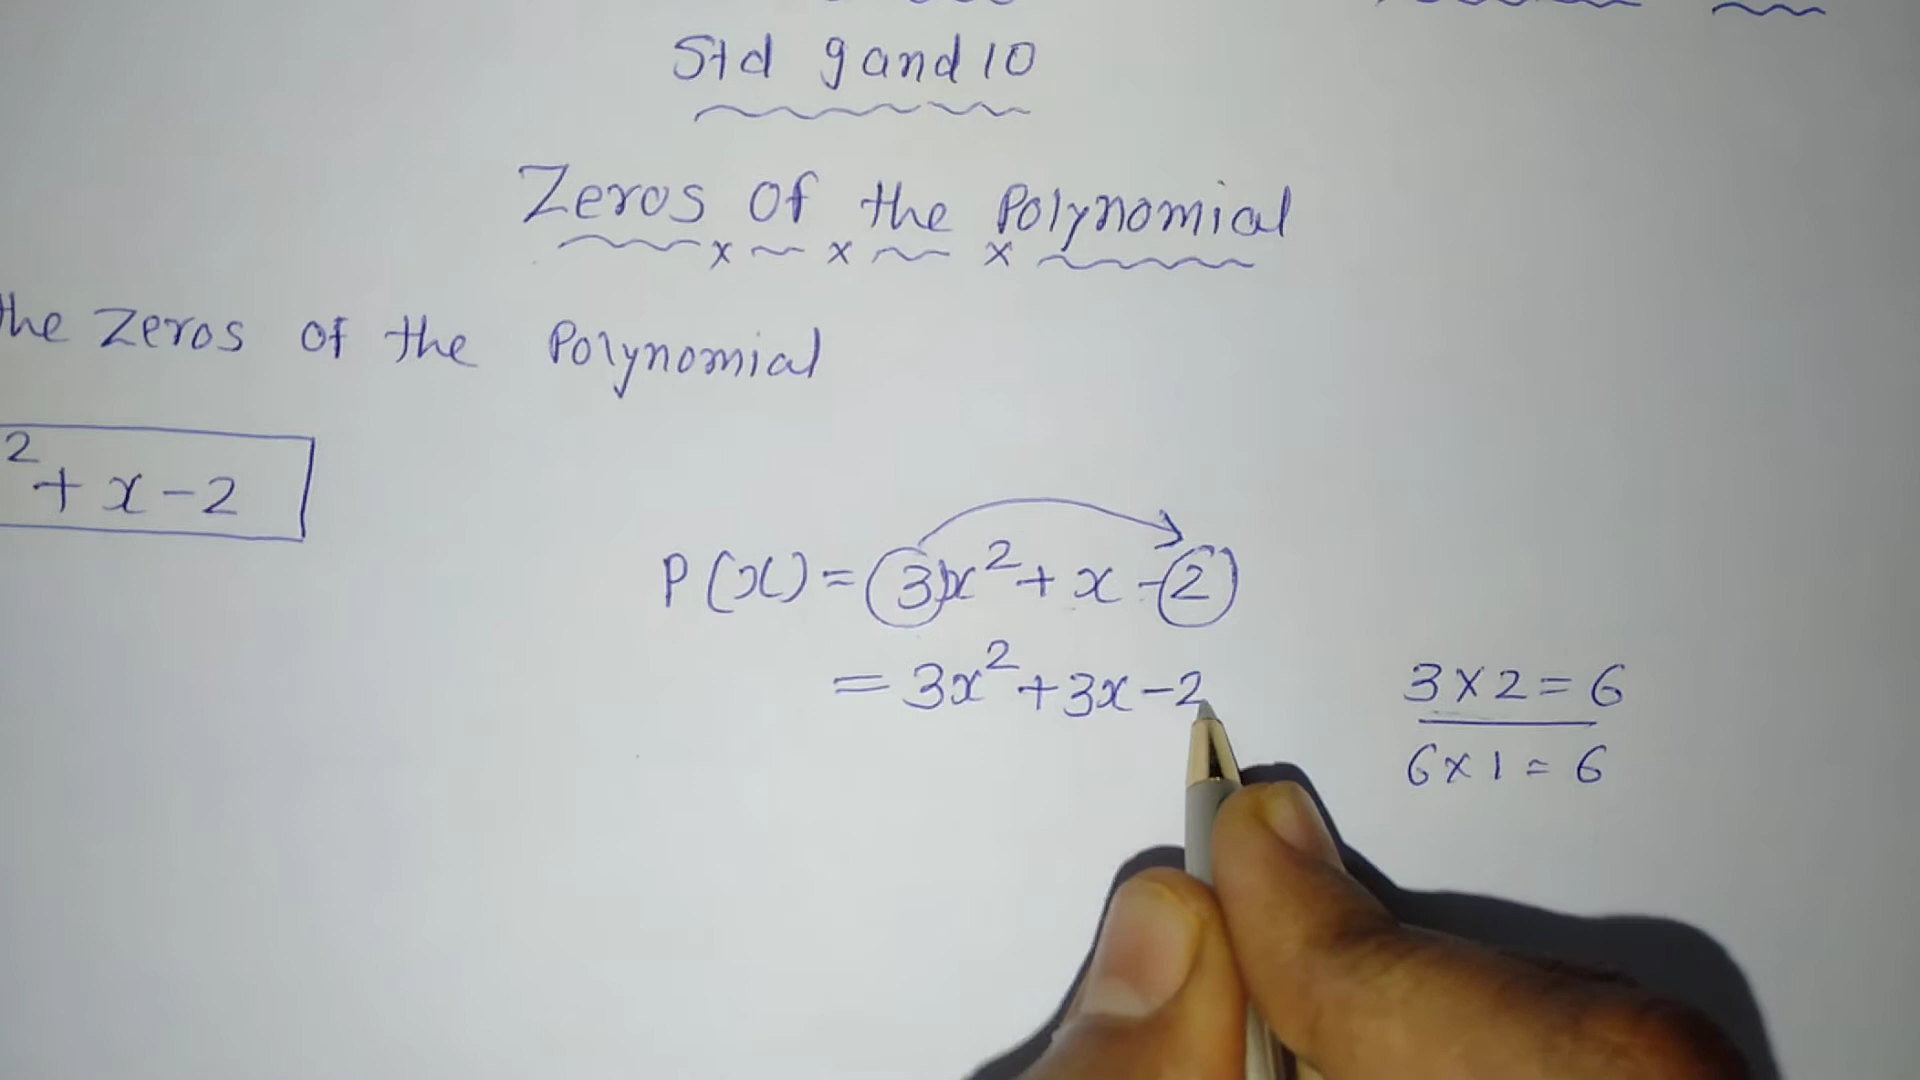 Std 9 and 10
Zeros of the Polynomial
the Zeros of the Polynomial
² + x - 2
P(x) = 3x² + x - 2
= 3x² + 3x - 2
3 × 2 = 6
6 × 1 = 6